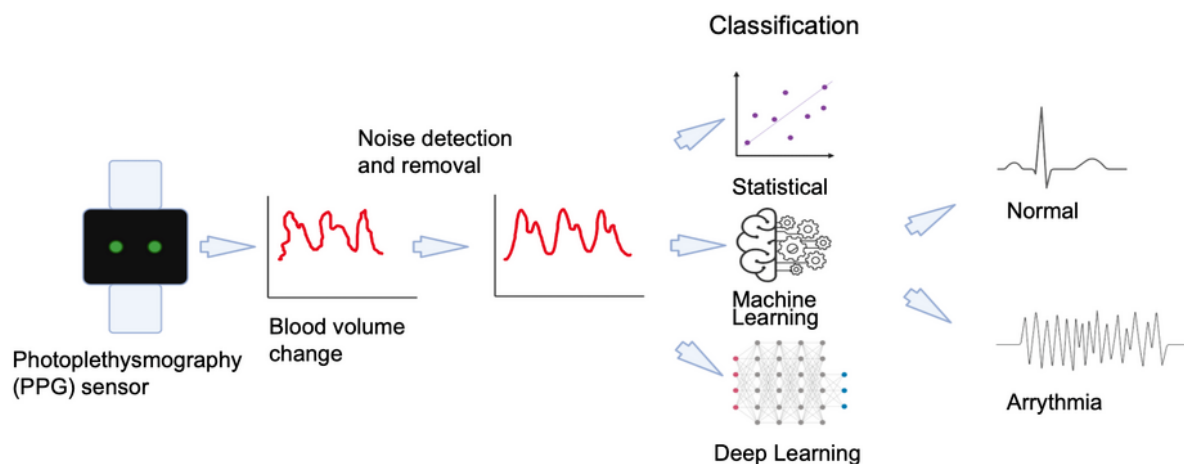 Classification
Noise detection
and removal
Statistical
Normal
Machine
Learning
Blood volume
change
Photoplethysmography
(PPG) sensor
Arrythmia
Deep Learning